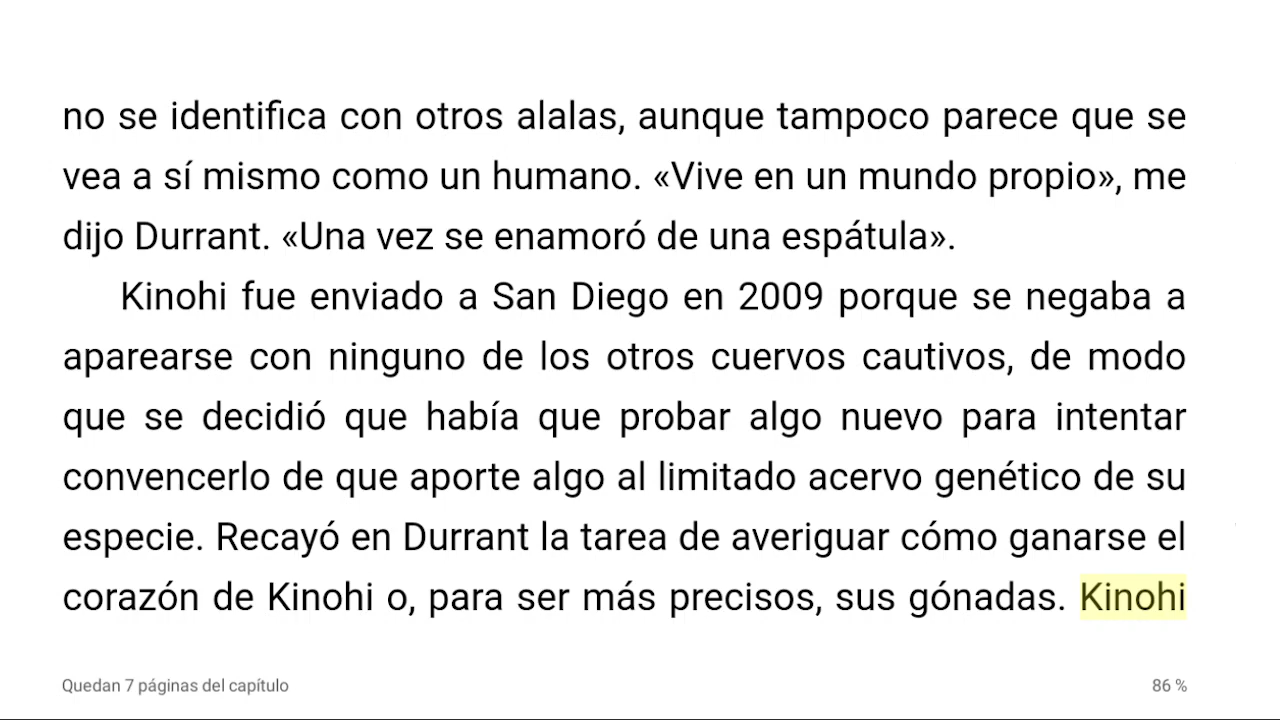 no se identifica con otros alalas, aunque tampoco parece que se
vea a sí mismo como un humano. «Vive en un mundo propio», me
dijo Durrant. «Una vez se enamoró de una espátula».
Kinohi fue enviado a San Diego en 2009 porque se negaba a
aparearse con ninguno de los otros cuervos cautivos, de modo
que se decidió que había que probar algo nuevo para intentar
convencerlo de que aporte algo al limitado acervo genético de su
especie. Recayó en Durrant la tarea de averiguar cómo ganarse el
corazón de Kinohi o, para ser más precisos, sus gónadas. Kinohi
Quedan 7 páginas del capítulo
86 %